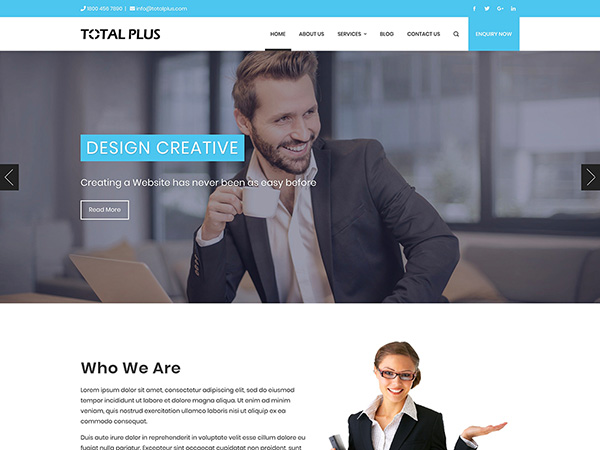 1800 456 7890 | info@totalplus.com
TOTAL PLUS
HOME ABOUT US SERVICES BLOG CONTACT US ENQUIRY NOW
DESIGN CREATIVE
Creating a Website has never been as easy before
Read More
Who We Are
Lorem ipsum dolor sit amet, consectetur adipiscing elit, sed do eiusmod
tempor incididunt ut labore et dolore magna aliqua. Ut enim ad minim
veniam, quis nostrud exercitation ullamco laboris nisi ut aliquip ex ea
commodo consequat.
Duis aute irure dolor in reprehenderit in voluptate velit esse cillum dolore eu
fugiat nulla pariatur. Excepteur sint occaecat cupidatat non proident, sunt